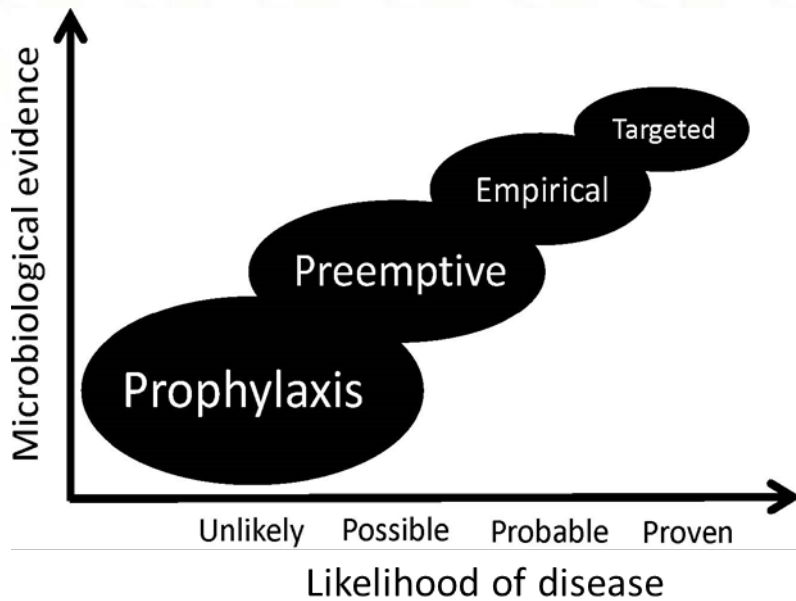 Microbiological evidence
Targeted
Empirical
Preemptive
Prophylaxis
Unlikely Possible Probable Proven
Likelihood of disease